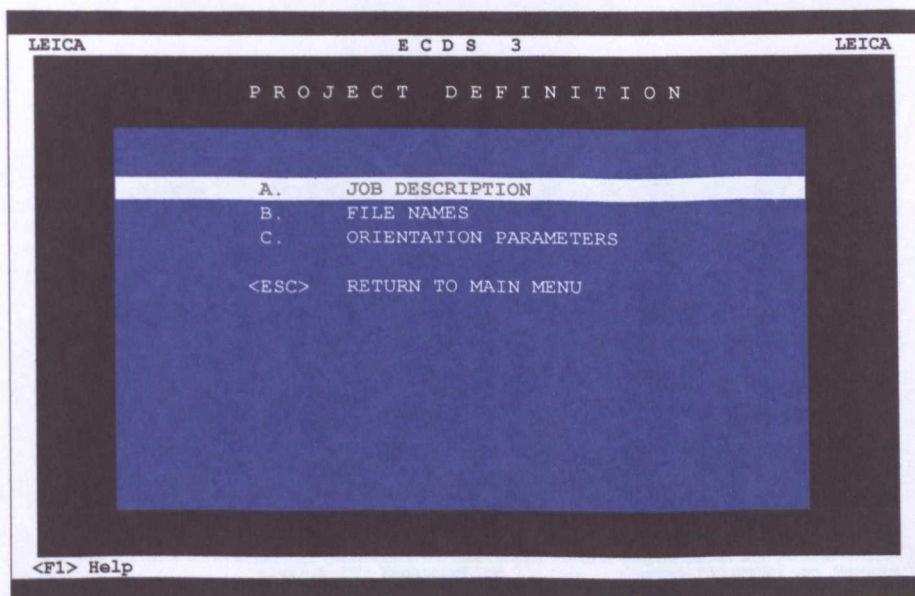 LEICA E C D S 3 LEICA
P R O J E C T D E F I N I T I O N
A. JOB DESCRIPTION
B. FILE NAMES
C. ORIENTATION PARAMETERS
<ESC> RETURN TO MAIN MENU
<F1> Help